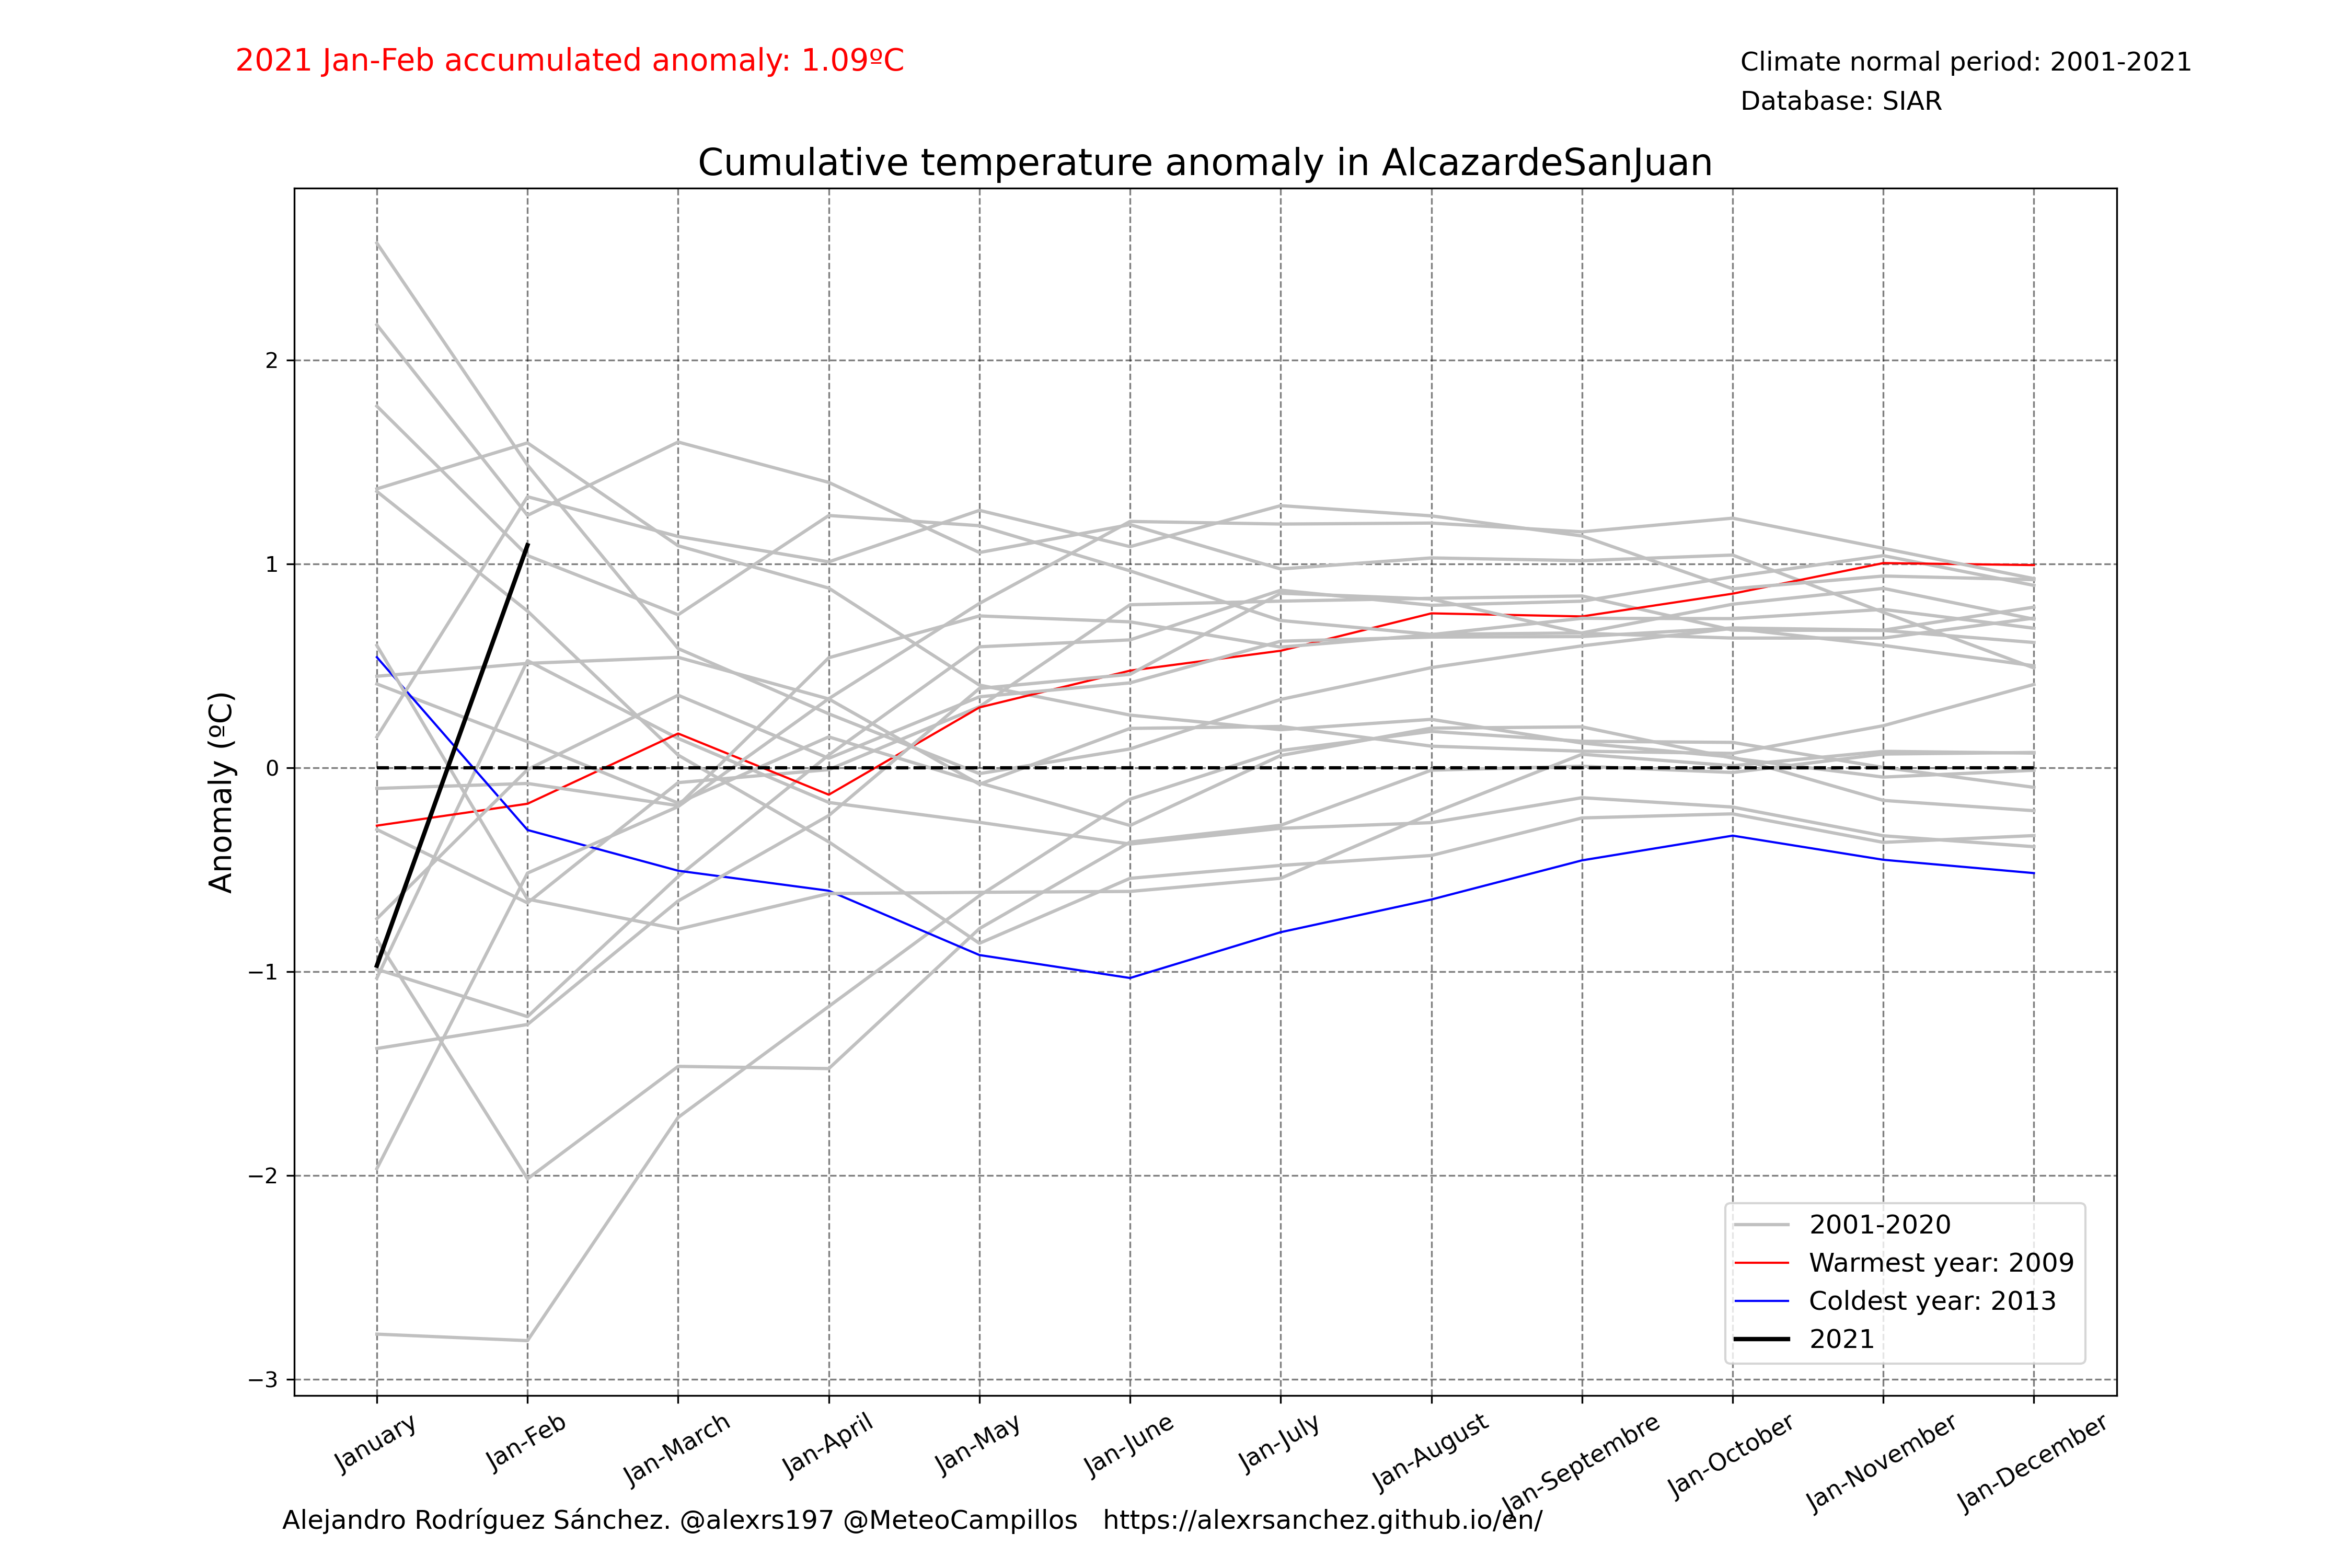 2021 Jan-Feb accumulated anomaly: 1.09ºC
Climate normal period: 2001-2021
Database: SIAR
Cumulative temperature anomaly in AlcazardeSanJuan
Anomaly (ºC)
2
1
0
−1
−2
−3
2001-2020
Warmest year: 2009
Coldest year: 2013
2021
January
Jan-Feb
Jan-March
Jan-April
Jan-May
Jan-June
Jan-July
Jan-August
Jan-Septembre
Jan-October
Jan-November
Jan-December
Alejandro Rodríguez Sánchez. @alexrs197 @MeteoCampillos https://alexrsanchez.github.io/en/